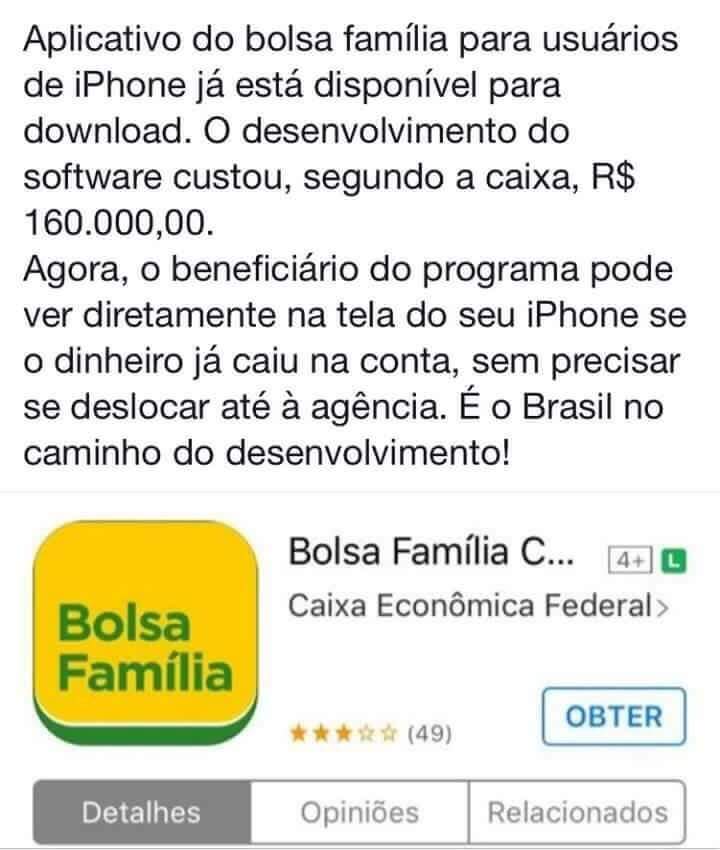 Aplicativo do bolsa família para usuários
de iPhone já está disponível para
download. O desenvolvimento do
software custou, segundo a caixa, R$
160.000,00.
Agora, o beneficiário do programa pode
ver diretamente na tela do seu iPhone se
o dinheiro já caiu na conta, sem precisar
se deslocar até à agência. É o Brasil no
caminho do desenvolvimento!
Bolsa Família C... 4+ L
Caixa Econômica Federal >
Bolsa
Família
★★★☆☆ (49) OBTER
Detalhes Opiniões Relacionados